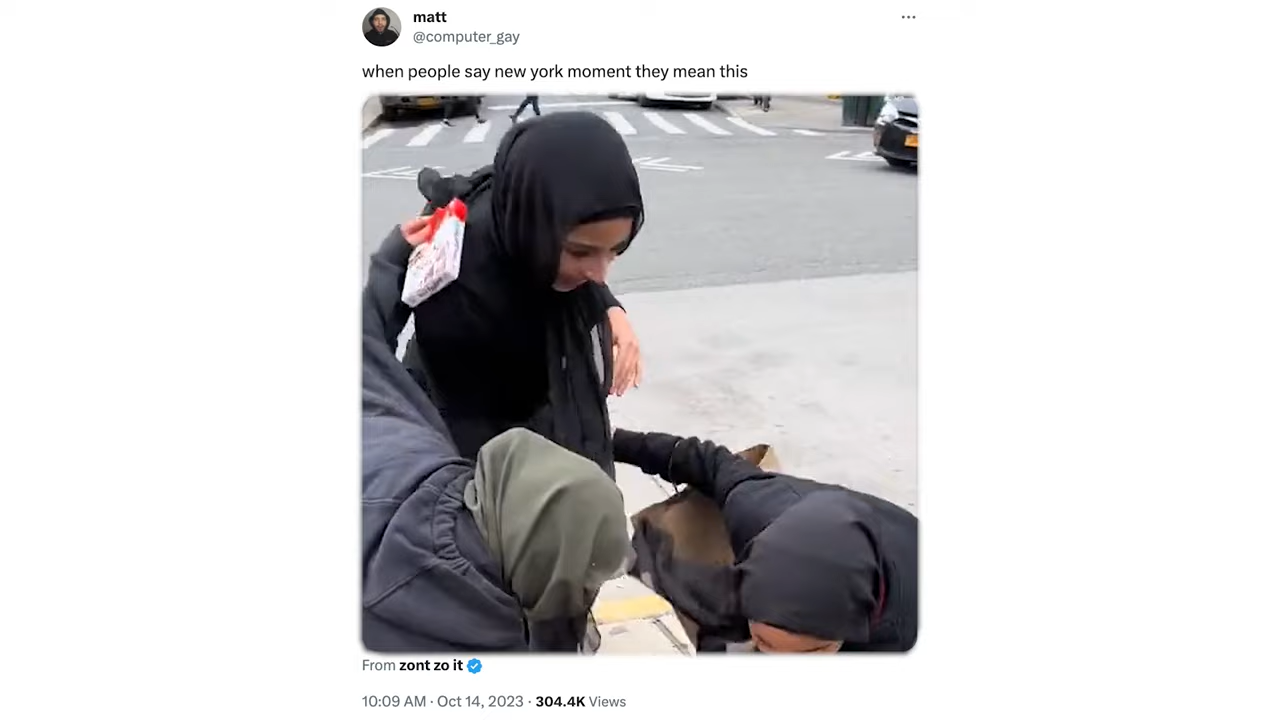 matt
@computer_gay
when people say new york moment they mean this
From zont zo it
10:09 AM · Oct 14, 2023 · 304.4K Views